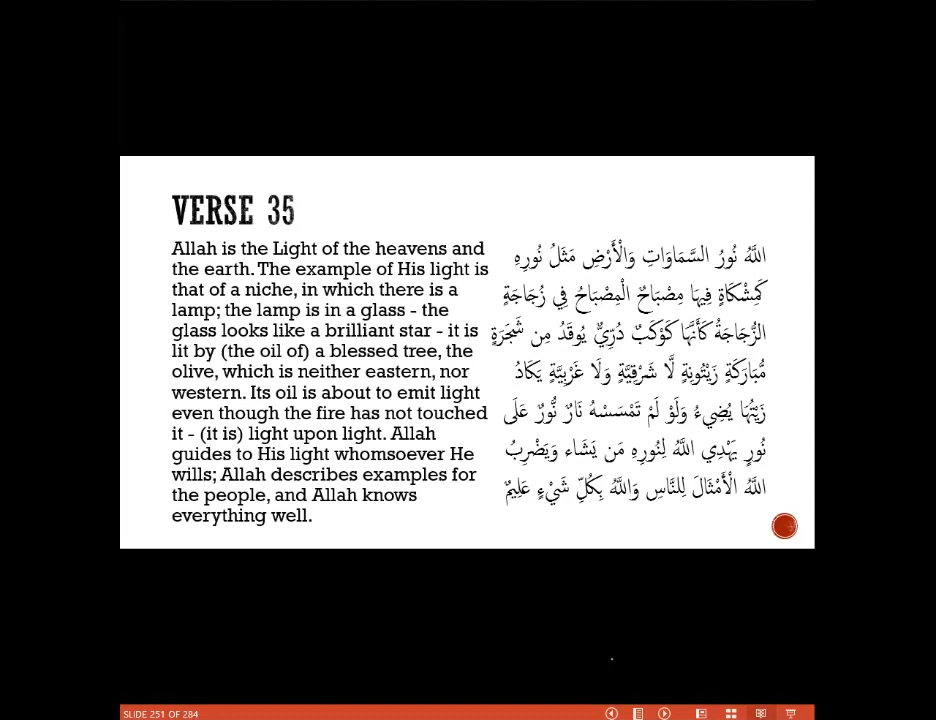 VERSE 35
Allah is the Light of the heavens and
the earth. The example of His light is
that of a niche, in which there is a
lamp; the lamp is in a glass - the
glass looks like a brilliant star - it is
lit by (the oil of) a blessed tree, the
olive, which is neither eastern, nor
western. Its oil is about to emit light
even though the fire has not touched
it - (it is) light upon light. Allah
guides to His light whomsoever He
wills; Allah describes examples for
the people, and Allah knows
everything well.
اللَّهُ نُورُ السَّمَاوَاتِ وَالْأَرْضِ مَثَلُ نُورِهِ
كَمِشْكَاةٍ فِيهَا مِصْبَاحٌ الْمِصْبَاحُ فِي زُجَاجَةٍ
الزُّجَاجَةُ كَأَنَّهَا كَوْكَبٌ دُرِّيٌّ يُوقَدُ مِن شَجَرَةٍ
مُّبَارَكَةٍ زَيْتُونِةٍ لَّا شَرْقِيَّةٍ وَلَا غَرْبِيَّةٍ يَكَادُ
زَيْتُهَا يُضِيءُ وَلَوْ لَمْ تَمْسَسْهُ نَارٌ نُّورٌ عَلَى
نُورٍ يَهْدِي اللَّهُ لِنُورِهِ مَن يَشَاء وَيَضْرِبُ
اللَّهُ الْأَمْثَالَ لِلنَّاسِ وَاللَّهُ بِكُلِّ شَيْءٍ عَلِيمٌ
SLIDE 251 OF 284